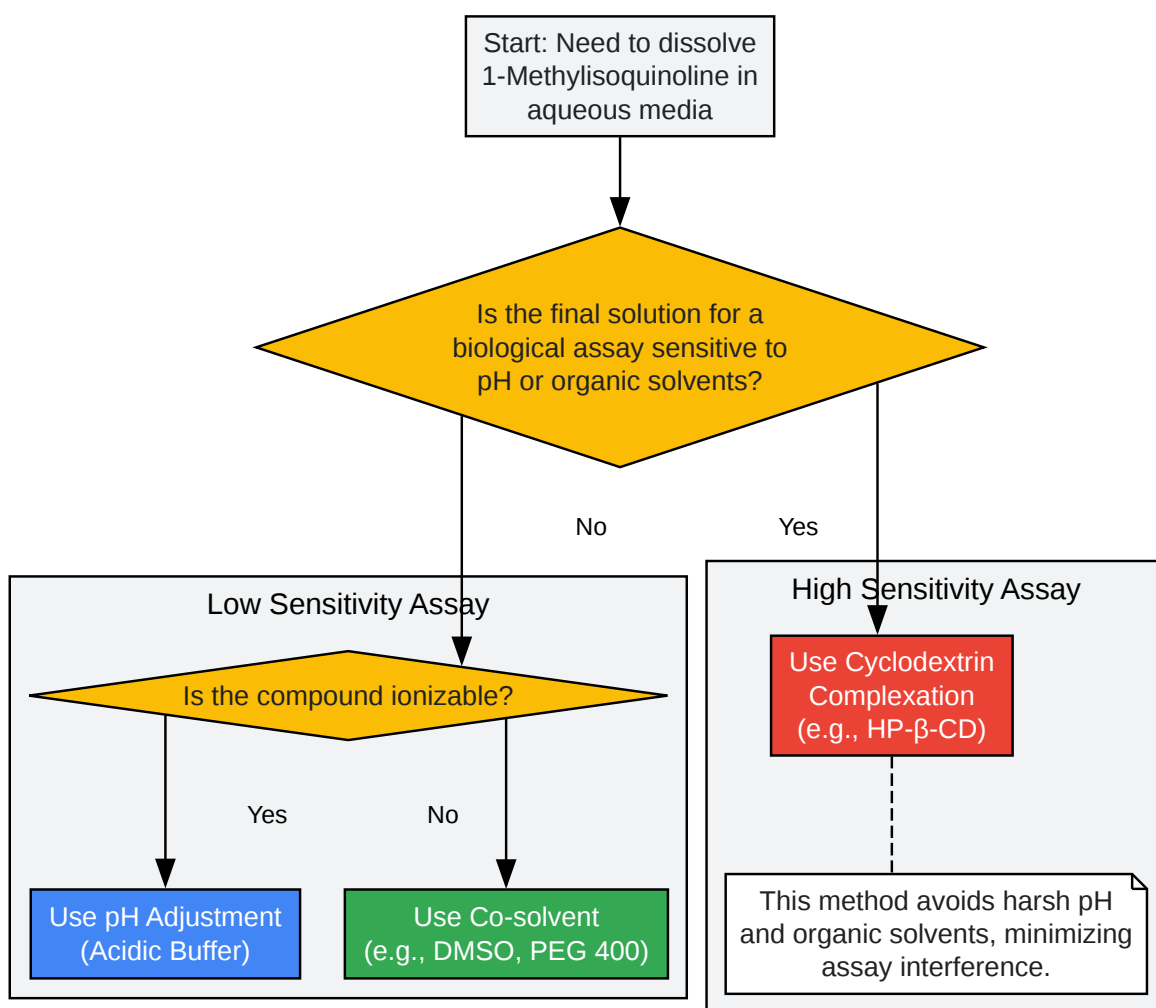 Start: Need to dissolve
1-Methylisoquinoline in
aqueous media
Is the final solution for a
biological assay sensitive to
pH or organic solvents?
No
Yes
Low Sensitivity Assay
High Sensitivity Assay
Is the compound ionizable?
Use Cyclodextrin
Complexation
(e.g., HP-β-CD)
Yes
No
Use pH Adjustment
(Acidic Buffer)
Use Co-solvent
(e.g., DMSO, PEG 400)
This method avoids harsh pH
and organic solvents, minimizing
assay interference.